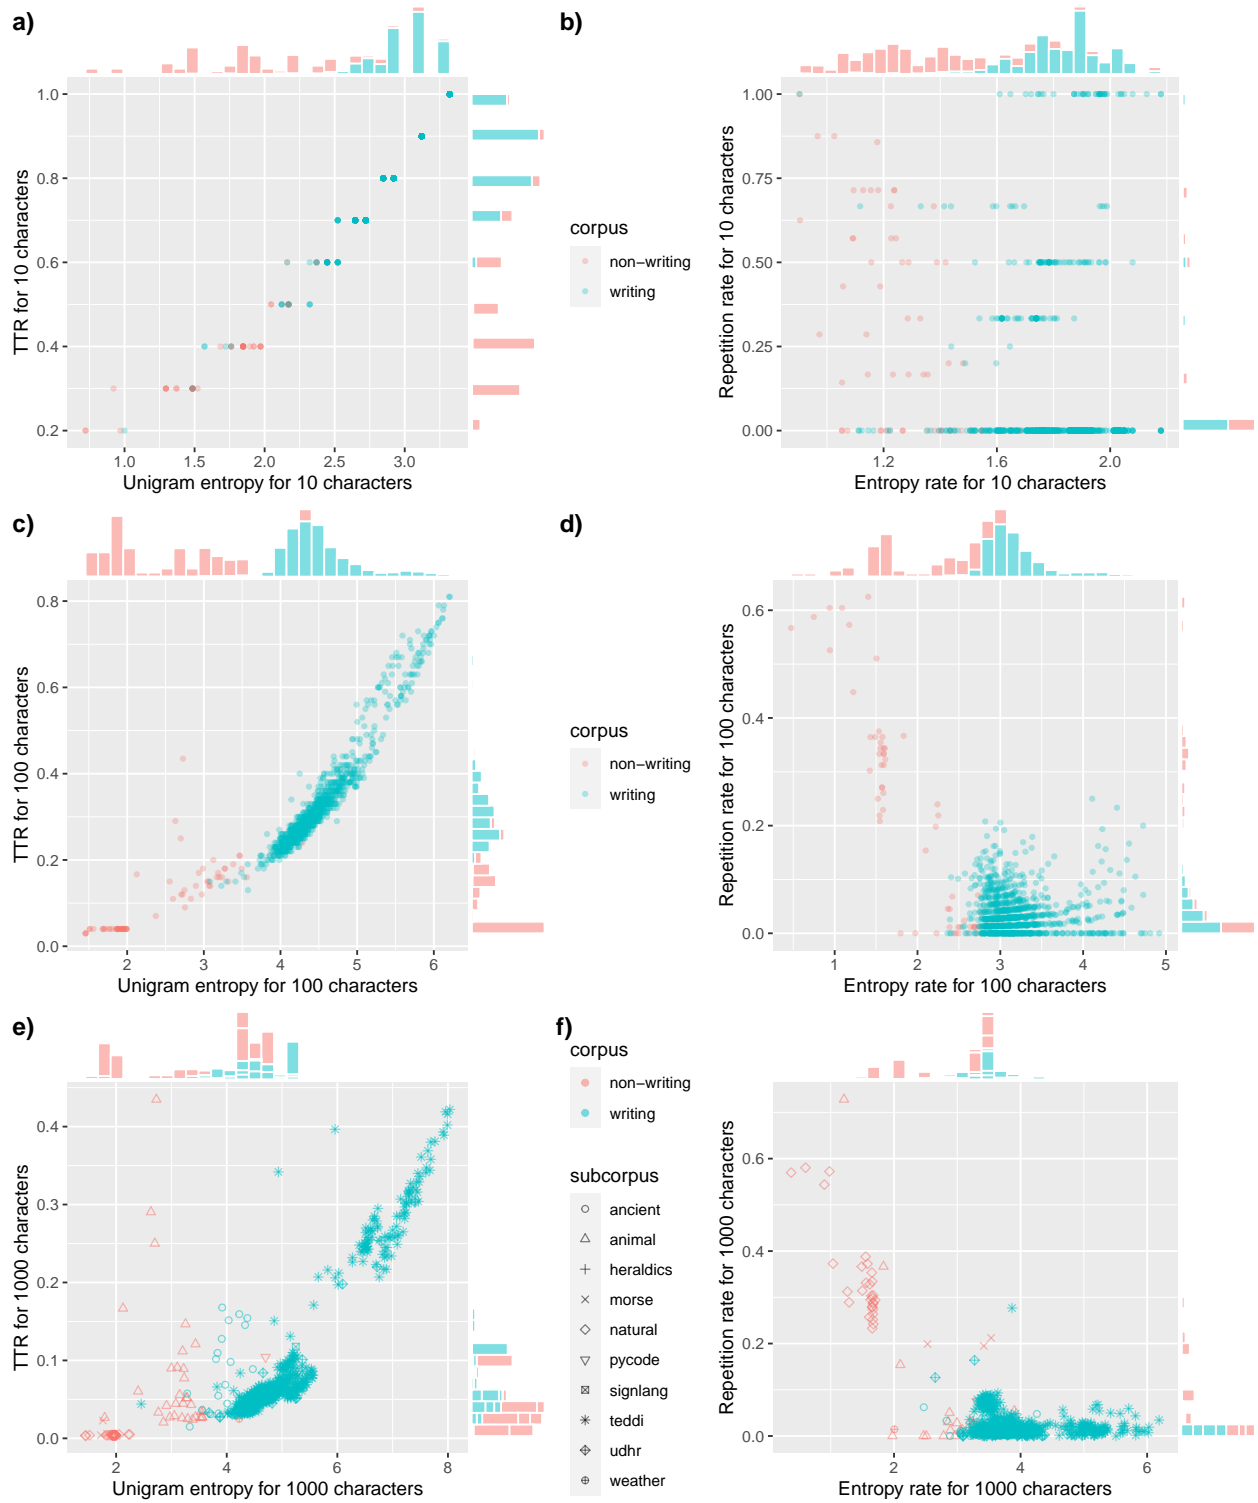 a)
1.0
0.8
0.6
0.4
0.2
TTR for 10 characters
1.0
1.5
2.0
2.5
3.0
Unigram entropy for 10 characters
corpus
non-writing
writing
b)
1.00
0.75
0.50
0.25
0.00
Repetition rate for 10 characters
1.2
1.6
2.0
Entropy rate for 10 characters
c)
0.8
0.6
0.4
0.2
0.0
TTR for 100 characters
2
3
4
5
6
Unigram entropy for 100 characters
corpus
non-writing
writing
d)
0.6
0.4
0.2
0.0
Repetition rate for 100 characters
1
2
3
4
5
Entropy rate for 100 characters
e)
0.4
0.3
0.2
0.1
0.0
TTR for 1000 characters
2
4
6
8
Unigram entropy for 1000 characters
f)
corpus
non-writing
writing
subcorpus
ancient
animal
heraldics
morse
natural
pycode
signlang
teddi
udhr
weather
0.6
0.4
0.2
0.0
Repetition rate for 1000 characters
2
4
6
Entropy rate for 1000 characters